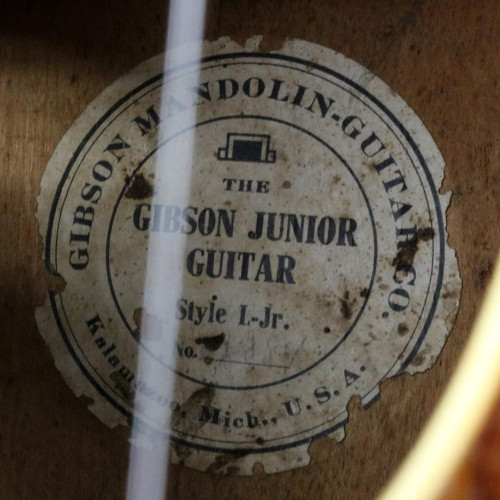 GIBSON MANDOLIN-GUITAR CO.
THE
GIBSON JUNIOR
GUITAR
Style L-Jr.
No.
Kalamazoo, Mich., U.S.A.